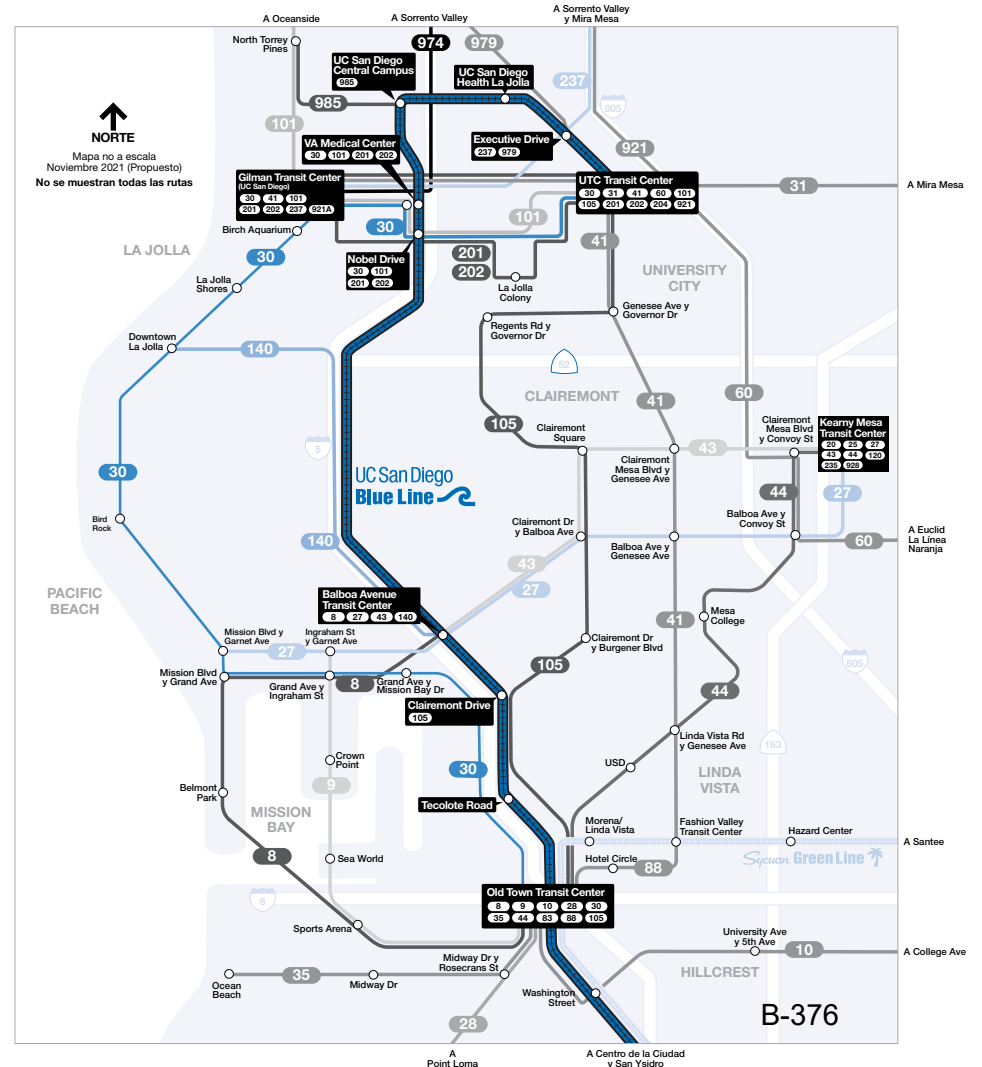 A Oceanside
A Sorrento Valley
A Sorrento Valley
y Mira Mesa
North Torrey
Pines
974
979
UC San Diego
Central Campus
985
UC San Diego
Health La Jolla
237
805
985
101
NORTE
Mapa no a escala
Noviembre 2021 (Propuesto)
No se muestran todas las rutas
VA Medical Center
30 101 201 202
Executive Drive
237 979
921
Gilman Transit Center
(UC San Diego)
30 41 101
201 202 237 921A
UTC Transit Center
30 31 41 60 101
105 201 202 204 921
31
A Mira Mesa
Birch Aquarium
30
101
41
LA JOLLA
30
Nobel Drive
30 101
201 202
201
202
La Jolla
Colony
UNIVERSITY
CITY
La Jolla
Shores
Genesee Ave y
Governor Dr
Regents Rd y
Governor Dr
Downtown
La Jolla
140
52
CLAIREMONT
41
60
105
Clairemont
Square
Clairemont
Mesa Blvd
y Convoy St
Kearny Mesa
Transit Center
20 25 27
43 44 120
235 928
5
43
Clairemont
Mesa Blvd y
Genesee Ave
30
UC San Diego
Blue Line
44
27
Bird
Rock
Clairemont Dr
y Balboa Ave
Balboa Ave y
Convoy St
140
Balboa Ave y
Genesee Ave
60
A Euclid
La Línea
Naranja
43
27
PACIFIC
BEACH
Balboa Avenue
Transit Center
8 27 43 140
41
Mesa
College
Mission Blvd y
Garnet Ave
Ingraham St
y Garnet Ave
27
Clairemont Dr
y Burgener Blvd
805
Mission Blvd
y Grand Ave
Grand Ave y
Ingraham St
8
Grand Ave y
Mission Bay Dr
105
44
Clairemont Drive
105
Linda Vista Rd
y Genesee Ave
163
Crown
Point
30
USD
LINDA
VISTA
9
Belmont
Park
Tecolote Road
MISSION
BAY
Morena/
Linda Vista
Fashion Valley
Transit Center
Hazard Center
A Santee
8
Sea World
Hotel Circle
88
Sycuan Green Line
Old Town Transit Center
8 9 10 28 30
35 44 83 88 105
8
Sports Arena
University Ave
y 5th Ave
10
A College Ave
Midway Dr y
Rosecrans St
HILLCREST
35
Ocean
Beach
Midway Dr
Washington
Street
28
B-376
A
Point Loma
A Centro de la Ciudad
y San Ysidro